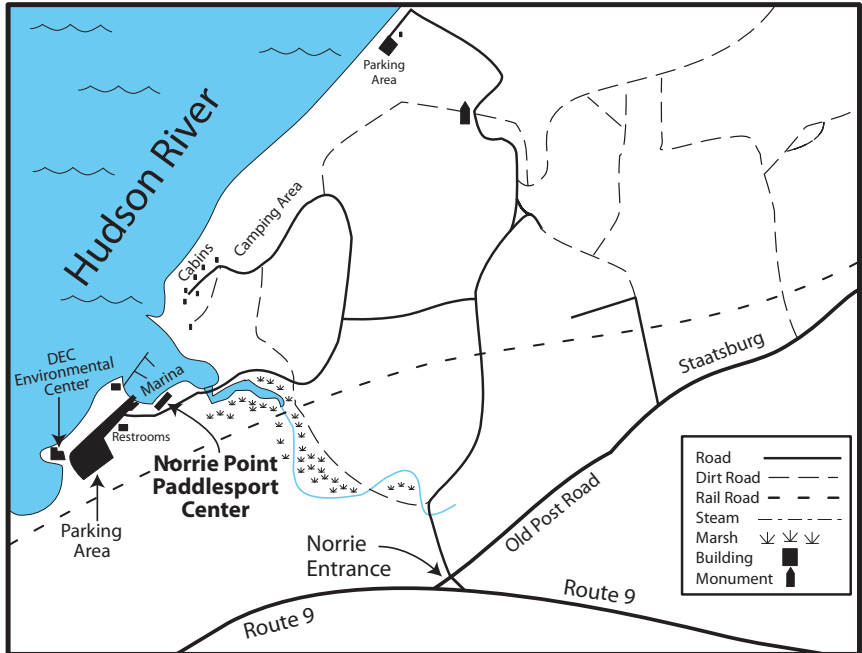 Parking
Area
Hudson River
Camping Area
Cabins
DEC
Environmental
Center
Marina
Restrooms
Norrie Point
Paddlesport
Center
Parking
Area
Staatsburg
Old Post Road
Norrie
Entrance
Route 9
Route 9
Road
Dirt Road
Rail Road
Steam
Marsh
Building
Monument